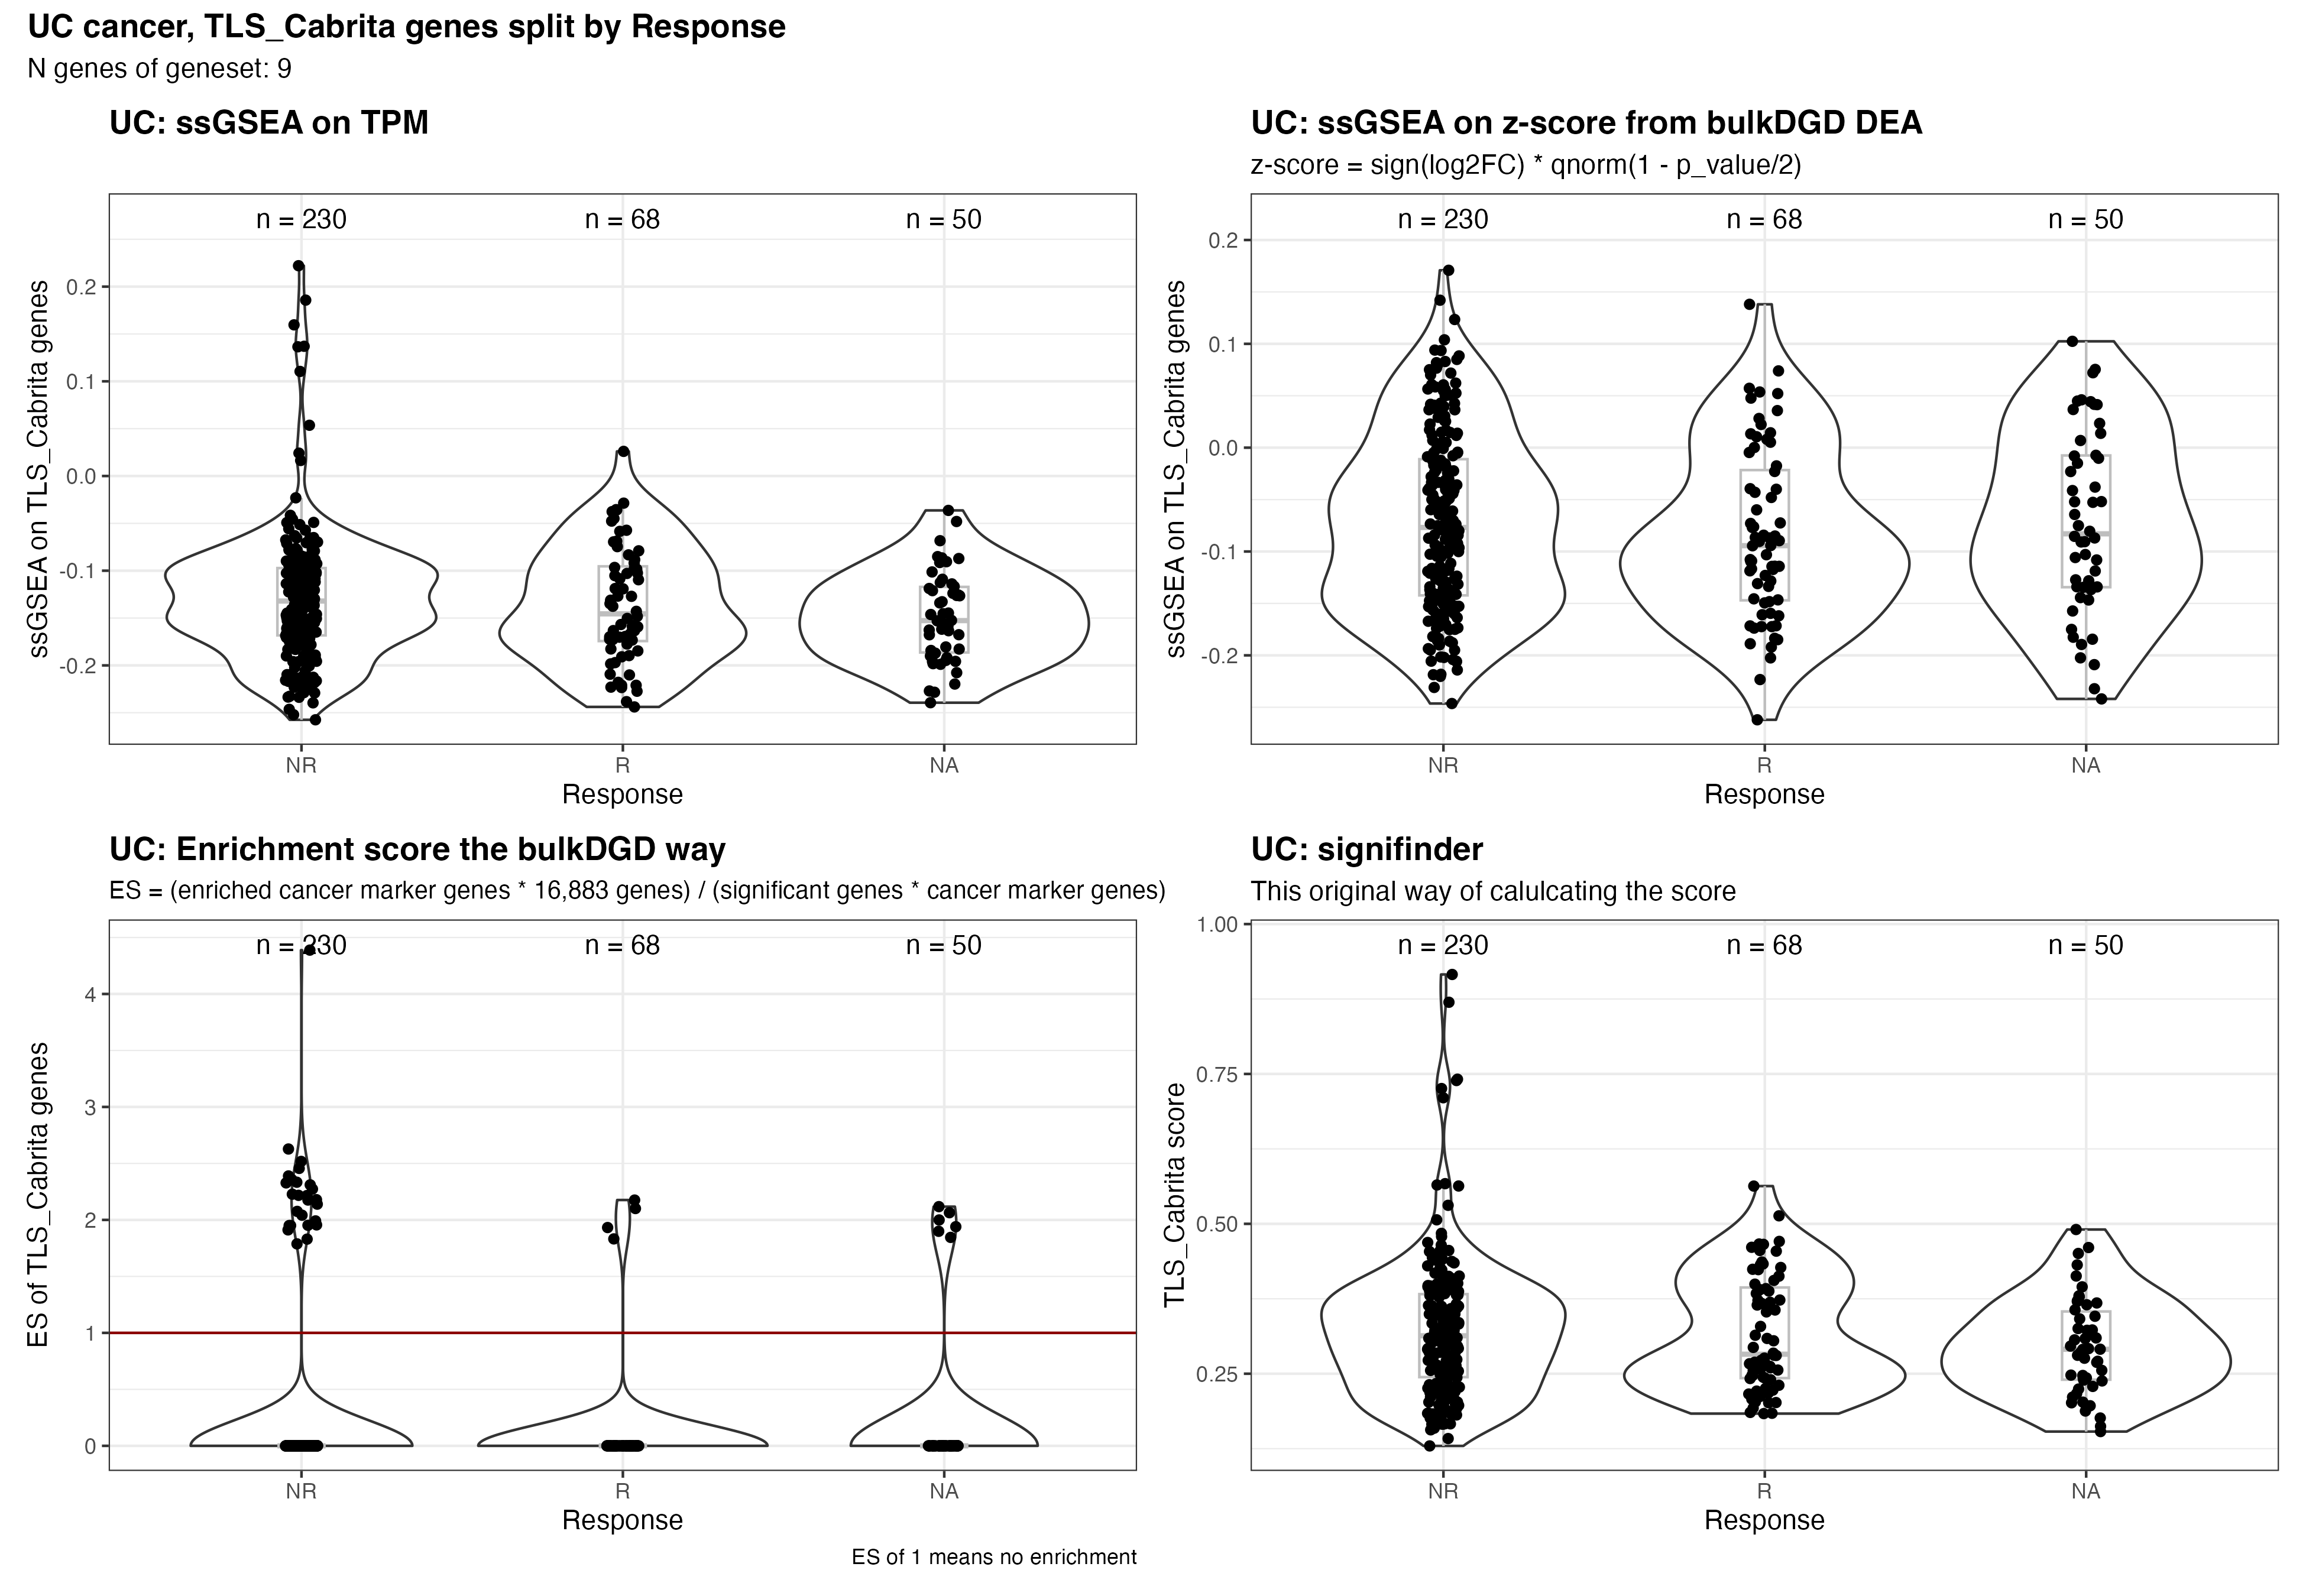 UC cancer, TLS_Cabrita genes split by Response
N genes of geneset: 9
UC: ssGSEA on TPM
n = 230
n = 68
n = 50
ssGSEA on TLS_Cabrita genes
0.2
0.1
0.0
-0.1
-0.2
NR
R
NA
Response
UC: ssGSEA on z-score from bulkDGD DEA
z-score = sign(log2FC) * qnorm(1 - p_value/2)
n = 230
n = 68
n = 50
ssGSEA on TLS_Cabrita genes
0.2
0.1
0.0
-0.1
-0.2
NR
R
NA
Response
UC: Enrichment score the bulkDGD way
ES = (enriched cancer marker genes * 16,883 genes) / (significant genes * cancer marker genes)
n = 230
n = 68
n = 50
ES of TLS_Cabrita genes
4
3
2
1
0
NR
R
NA
Response
ES of 1 means no enrichment
UC: signifinder
This original way of calulcating the score
n = 230
n = 68
n = 50
TLS_Cabrita score
1.00
0.75
0.50
0.25
NR
R
NA
Response